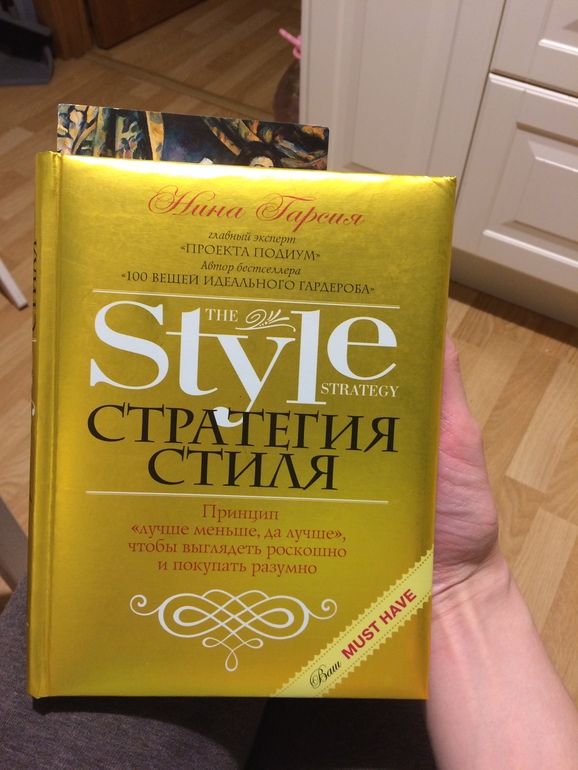 Нина Гарсия
главный эксперт
«ПРОЕКТА ПОДИУМ»
Автор бестселлера
«100 ВЕЩЕЙ ИДЕАЛЬНОГО ГАРДЕРОБА»
THE
Style
STRATEGY
СТРАТЕГИЯ
СТИЛЯ
Принцип
«лучше меньше, да лучше»,
чтобы выглядеть роскошно
и покупать разумно
Ваш MUST HAVE
СТИЛЯ